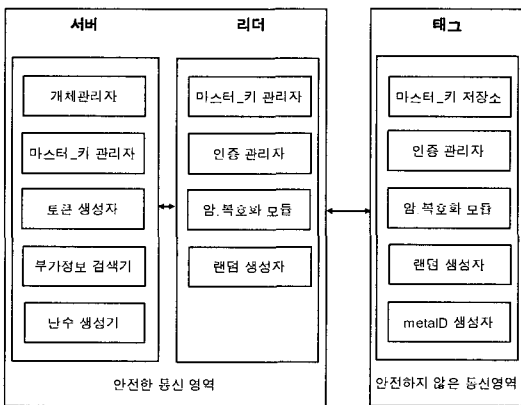 서버
개체관리자
마스터_키 관리자
토큰 생성자
부가정보 검색기
난수 생성기
리더
마스터_키 관리자
인증 관리자
암.복호화 모듈
랜덤 생성자
안전한 통신 영역
태그
마스터_키 저장소
인증 관리자
암.복호화 모듈
랜덤 생성자
metaID 생성자
안전하지 않은 통신영역